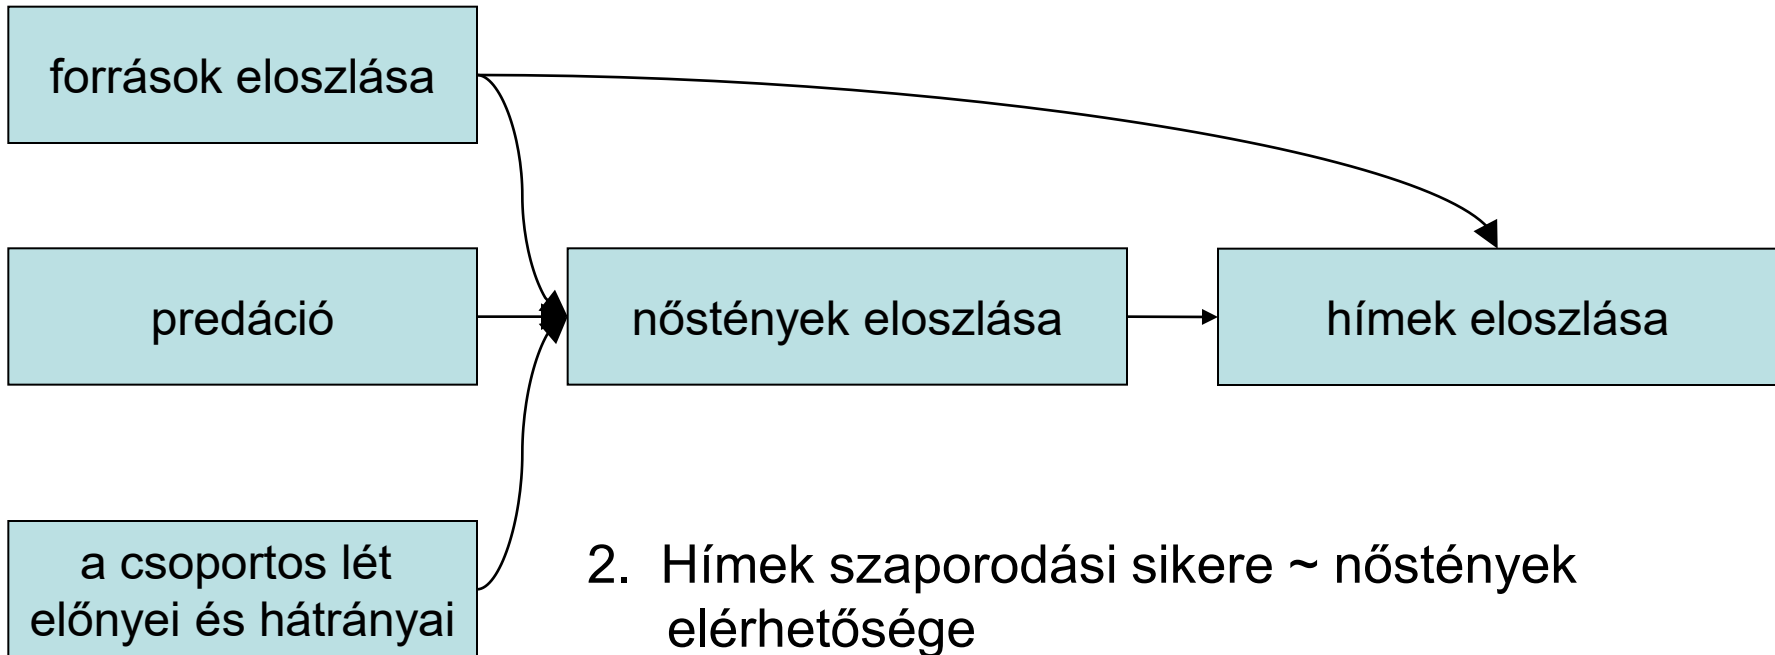 források eloszlása
predáció
nőstények eloszlása
hímek eloszlása
a csoportos lét
előnyei és hátrányai
2. Hímek szaporodási sikere ~ nőstények
elérhetősége